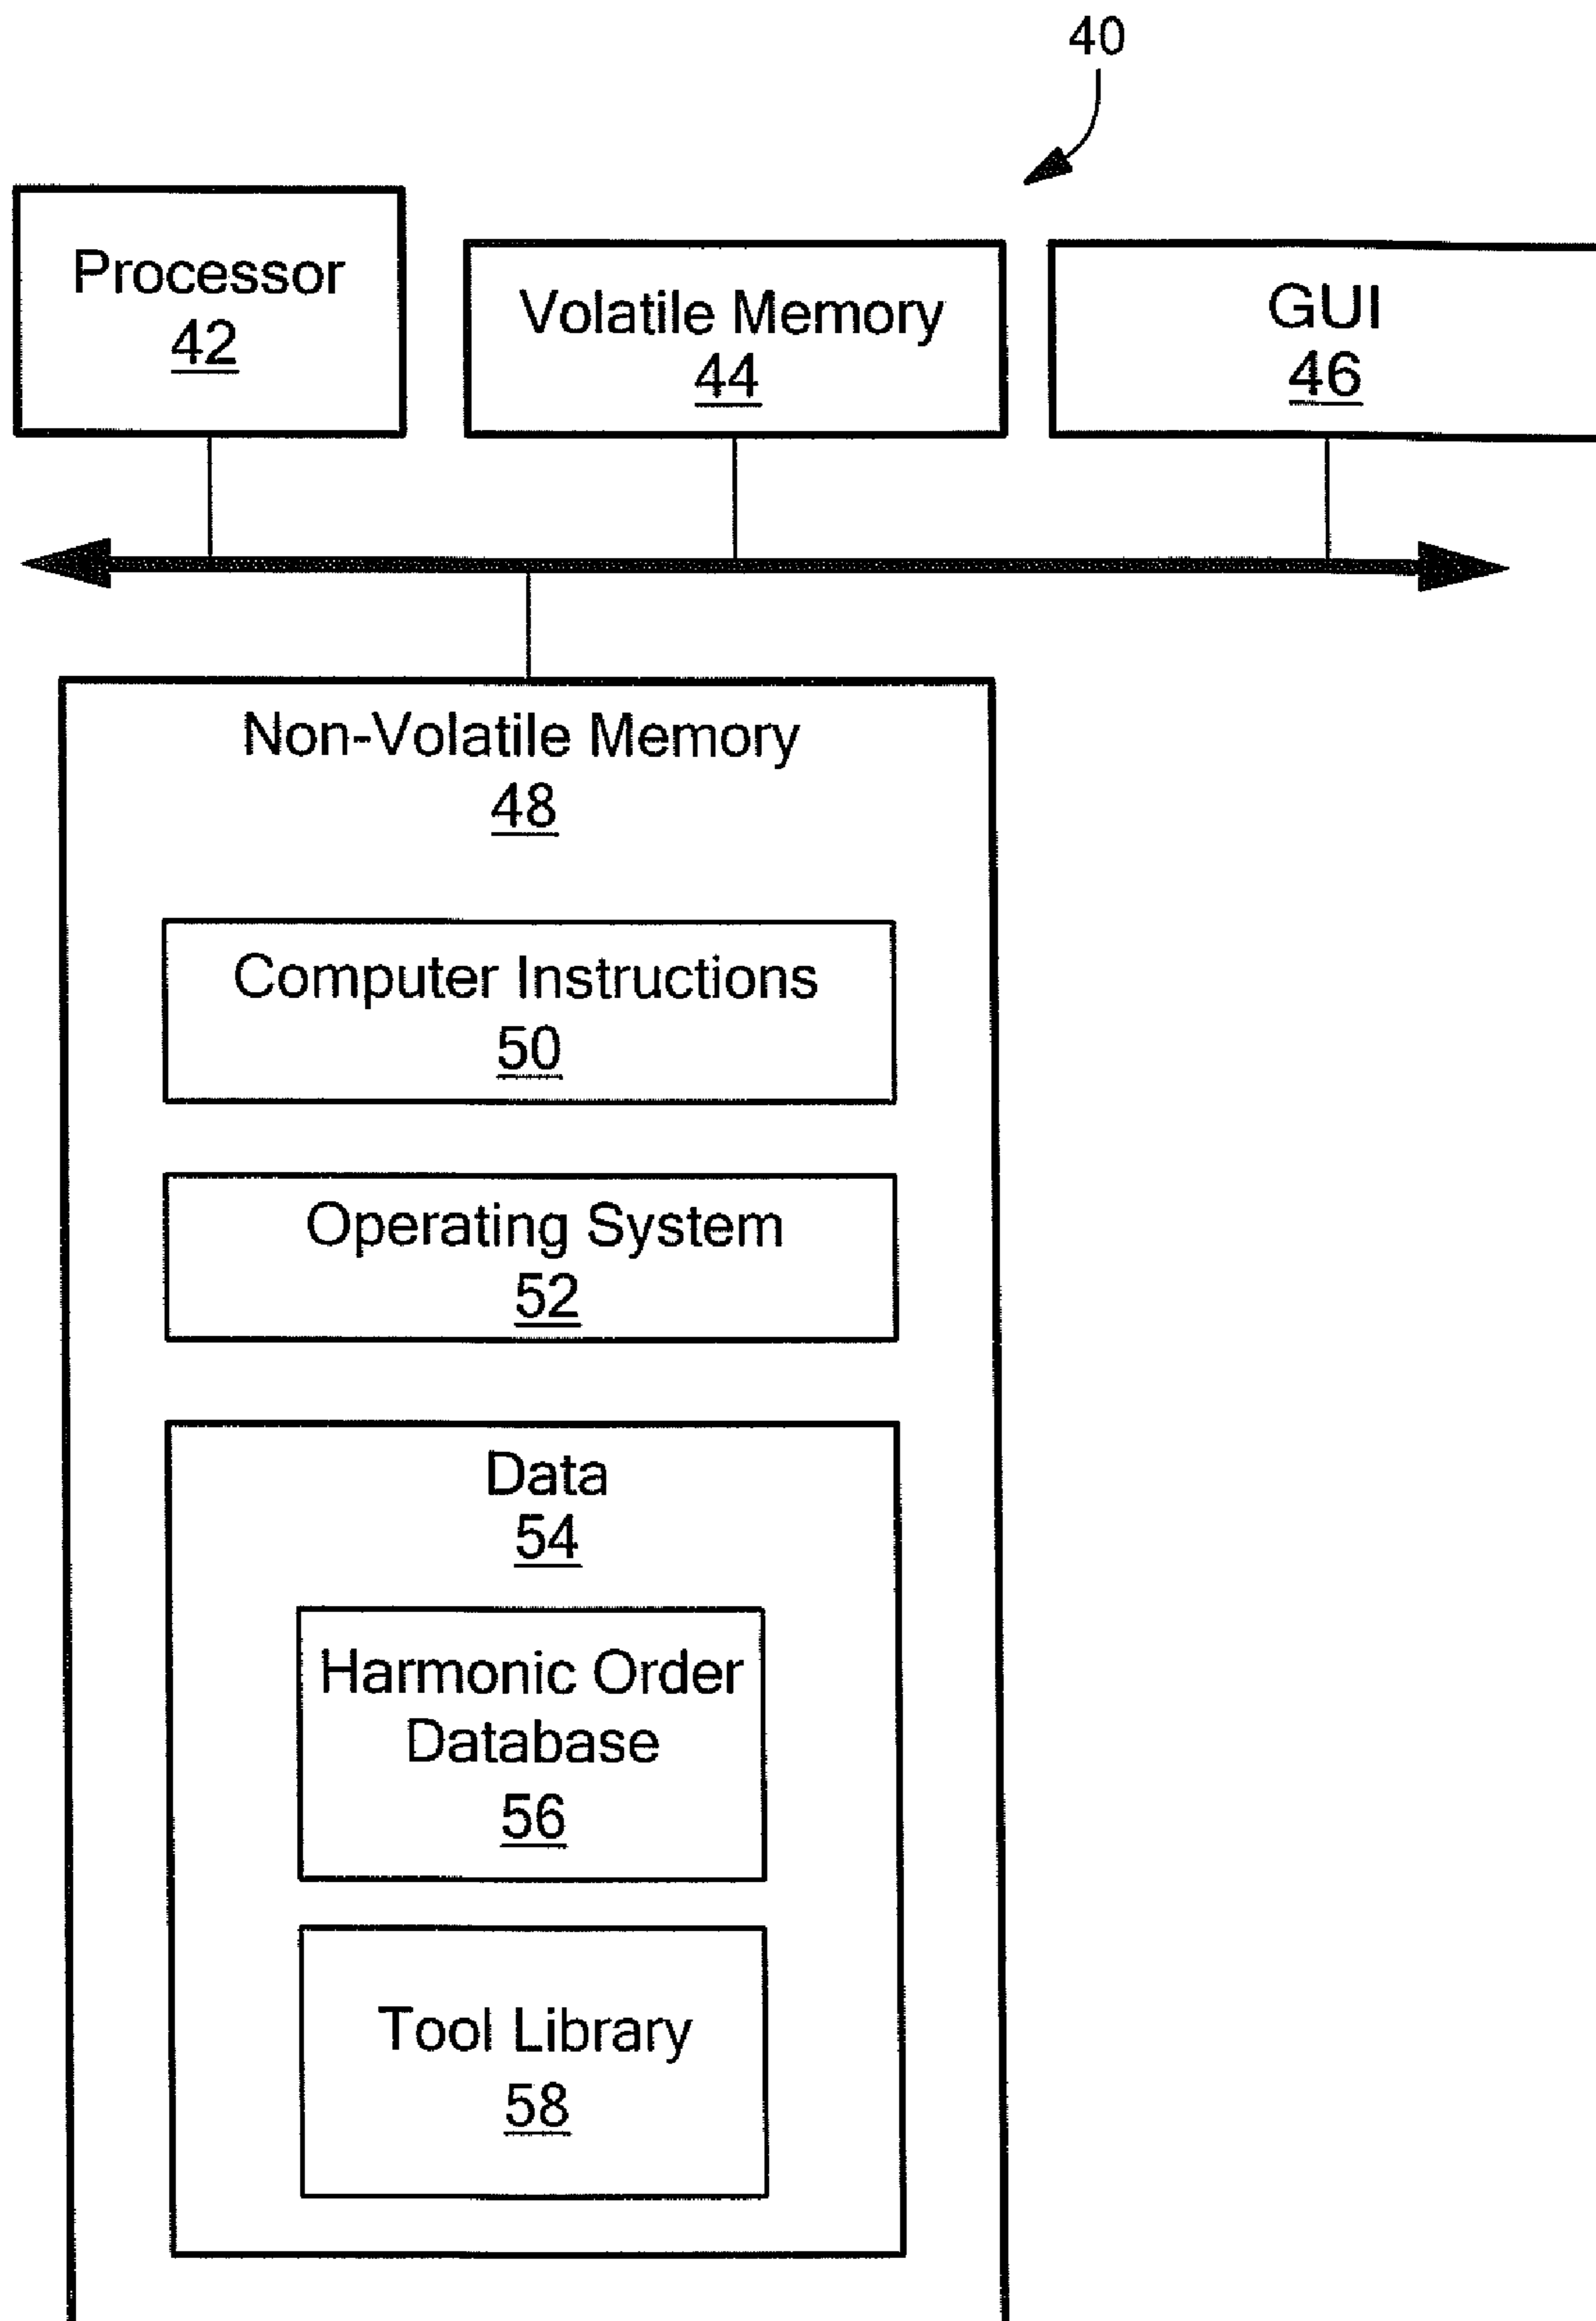 40
Processor
42
Volatile Memory
44
GUI
46
Non-Volatile Memory
48
Computer Instructions
50
Operating System
52
Data
54
Harmonic Order
Database
56
Tool Library
58